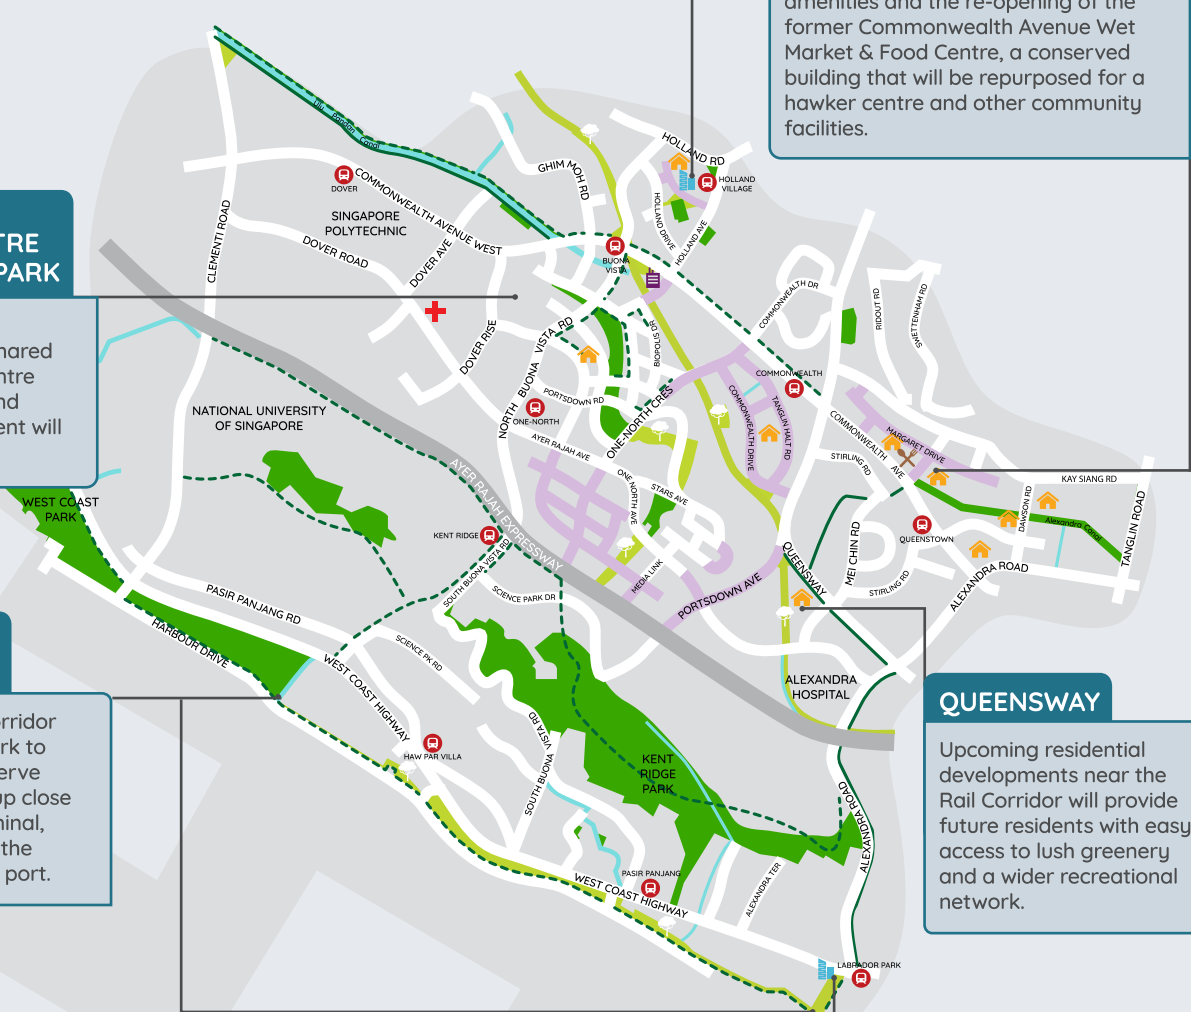 amenities and the re-opening of the
former Commonwealth Avenue Wet
Market & Food Centre, a conserved
building that will be repurposed for a
hawker centre and other community
facilities.
Ulu Pandan Canal
HOLLAND RD
GHIM MOH RD
DOVER
HOLLAND
VILLAGE
COMMONWEALTH AVENUE WEST
SINGAPORE
POLYTECHNIC
HOLLAND DRIVE
HOLLAND AVE
CLEMENTI ROAD
DOVER ROAD
DOVER AVE
BUONA
VISTA
TRE
PARK
COMMONWEALTH DR
RIDOUT RD
SWETTENHAM RD
hared
ntre
nd
ent will
DOVER RISE
NORTH BUONA VISTA RD
BIOPOLIS DR
COMMONWEALTH
PORTSDOWN RD
ONE-NORTH
ONE-NORTH CRES
COMMONWEALTH DRIVE
TANGLIN HALT RD
NATIONAL UNIVERSITY
OF SINGAPORE
COMMONWEALTH AVE
MARGARET DRIVE
AYER RAJAH AVE
STIRLING RD
KAY SIANG RD
AYER RAJAH EXPRESSWAY
ONE NORTH AVE
STARS AVE
DAWSON RD
TANGLIN ROAD
WEST COAST
PARK
Alexandra Canal
QUEENSTOWN
KENT RIDGE
SOUTH BUONA VISTA RD
MEI CHIN RD
QUEENSWAY
MEDIA LINK
STIRLING RD
ALEXANDRA ROAD
PORTSDOWN AVE
SCIENCE PARK DR
PASIR PANJANG RD
HARBOUR DRIVE
SCIENCE PK RD
WEST COAST HIGHWAY
ALEXANDRA
HOSPITAL
QUEENSWAY
Upcoming residential
developments near the
Rail Corridor will provide
future residents with easy
access to lush greenery
and a wider recreational
network.
orridor
rk to
erve
up close
minal,
the
port.
HAW PAR VILLA
SOUTH BUONA VISTA RD
KENT
RIDGE
PARK
ALEXANDRA ROAD
PASIR PANJANG
WEST COAST HIGHWAY
ALEXANDRA TER
LABRADOR PARK